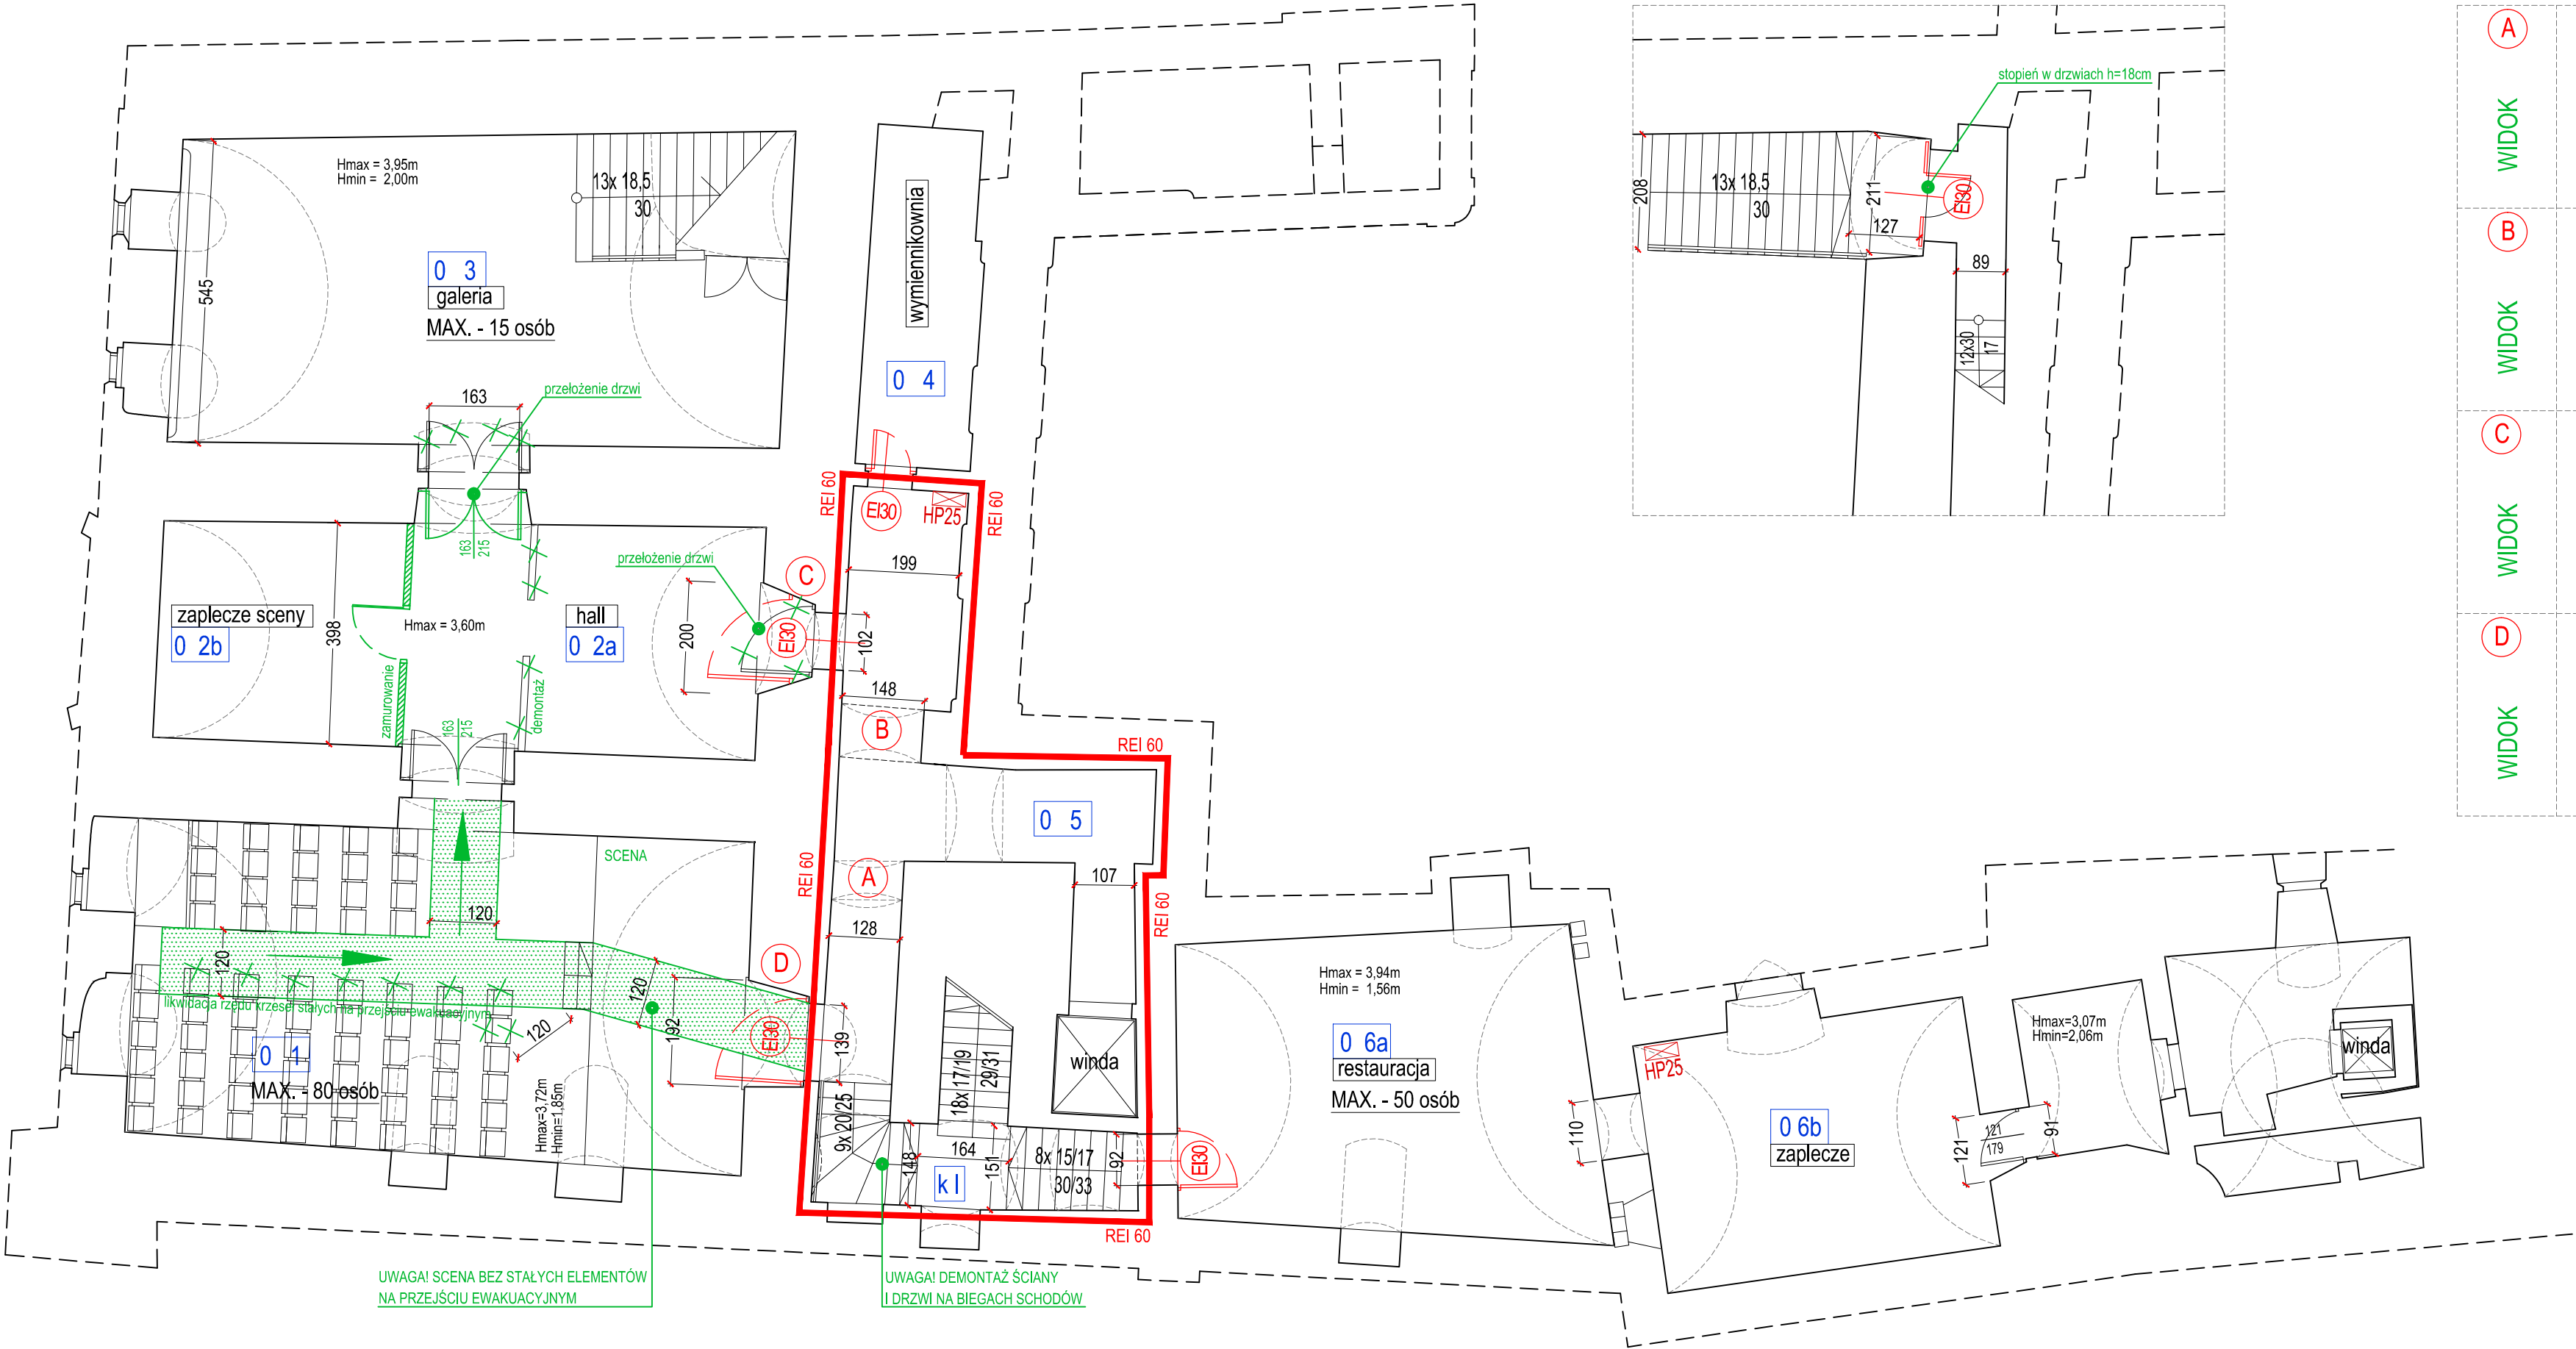 Hmax = 3,95m
Hmin = 2,00m
13x 18,5
30
545
0 3
galeria
MAX. - 15 osób
163
przełożenie drzwi
wymiennikownia
0 4
REI 60
REI 60
EI30
HP25
199
163
215
przełożenie drzwi
C
zaplecze sceny
0 2b
398
Hmax = 3,60m
hall
0 2a
200
EI30
102
zamurowanie
demontaż
163
215
148
B
REI 60
0 5
SCENA
REI 60
A
107
REI 60
120
128
120
D
120
likwidacja rzędu krzeseł stałych na przejściu ewakuacyjnym
120
192
EI30
139
0 1
MAX. - 80 osób
Hmax=3,72m
Hmin=1,85m
9x 20/25
18x 17/19
29/31
winda
148
164
151
k I
8x 15/17
30/33
92
EI30
REI 60
Hmax = 3,94m
Hmin = 1,56m
0 6a
restauracja
MAX. - 50 osób
110
HP25
0 6b
zaplecze
121
121
179
91
Hmax=3,07m
Hmin=2,06m
winda
UWAGA! SCENA BEZ STAŁYCH ELEMENTÓW
NA PRZEJŚCIU EWAKUACYJNYM
UWAGA! DEMONTAŻ ŚCIANY
I DRZWI NA BIEGACH SCHODÓW
stopień w drzwiach h=18cm
208
13x 18,5
30
211
127
EI30
89
12x30
17
A
WIDOK
B
WIDOK
C
WIDOK
D
WIDOK